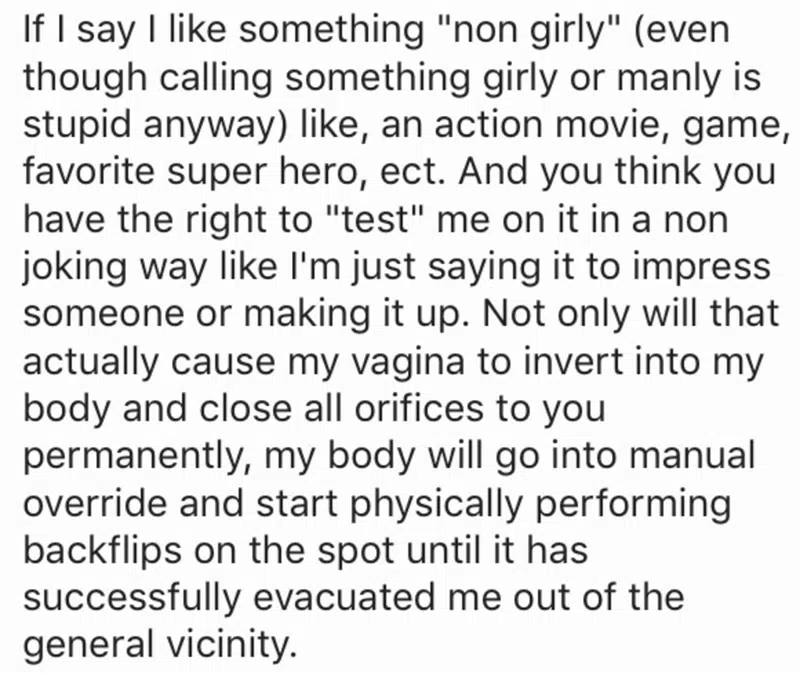 If I say I like something "non girly" (even
though calling something girly or manly is
stupid anyway) like, an action movie, game,
favorite super hero, ect. And you think you
have the right to "test" me on it in a non
joking way like I'm just saying it to impress
someone or making it up. Not only will that
actually cause my vagina to invert into my
body and close all orifices to you
permanently, my body will go into manual
override and start physically performing
backflips on the spot until it has
successfully evacuated me out of the
general vicinity.